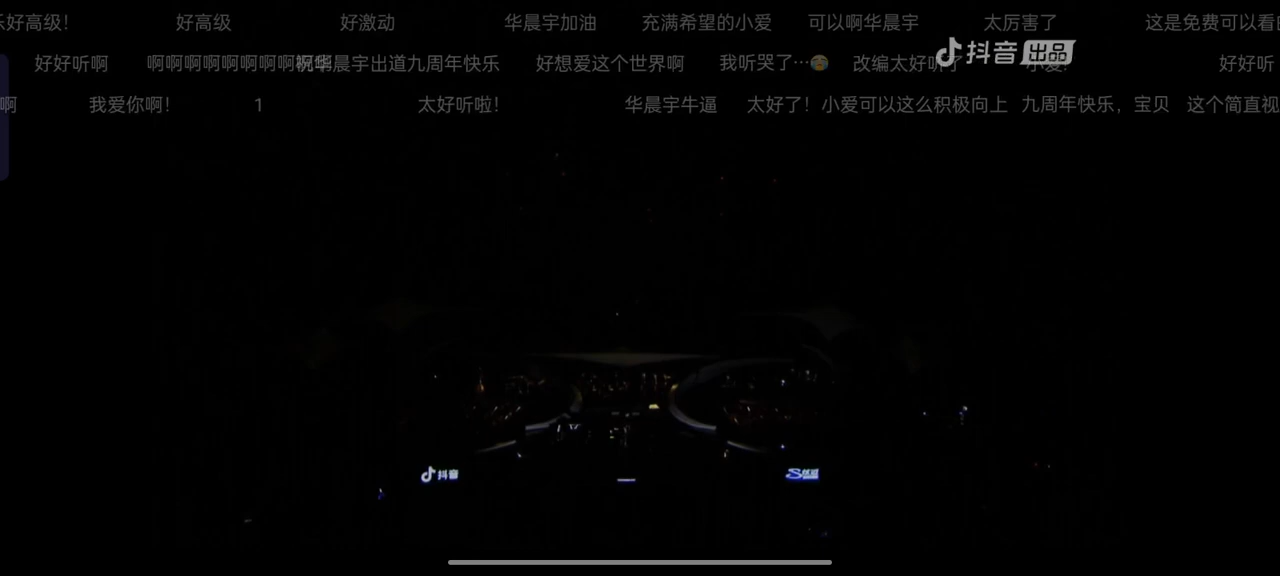 乐好高级！ 好高级 好激动 华晨宇加油 充满希望的小爱 可以啊华晨宇 太厉害了 这是免费可以看的
抖音 出品
好好听啊 啊啊啊啊啊啊啊啊啊 祝华晨宇出道九周年快乐 好想爱这个世界啊 我听哭了…😭 改编太好听了 小爱! 好好听
啊 我爱你啊！ 1 太好听啦！ 华晨宇牛逼 太好了！小爱可以这么积极向上 九周年快乐，宝贝 这个简直视
抖音